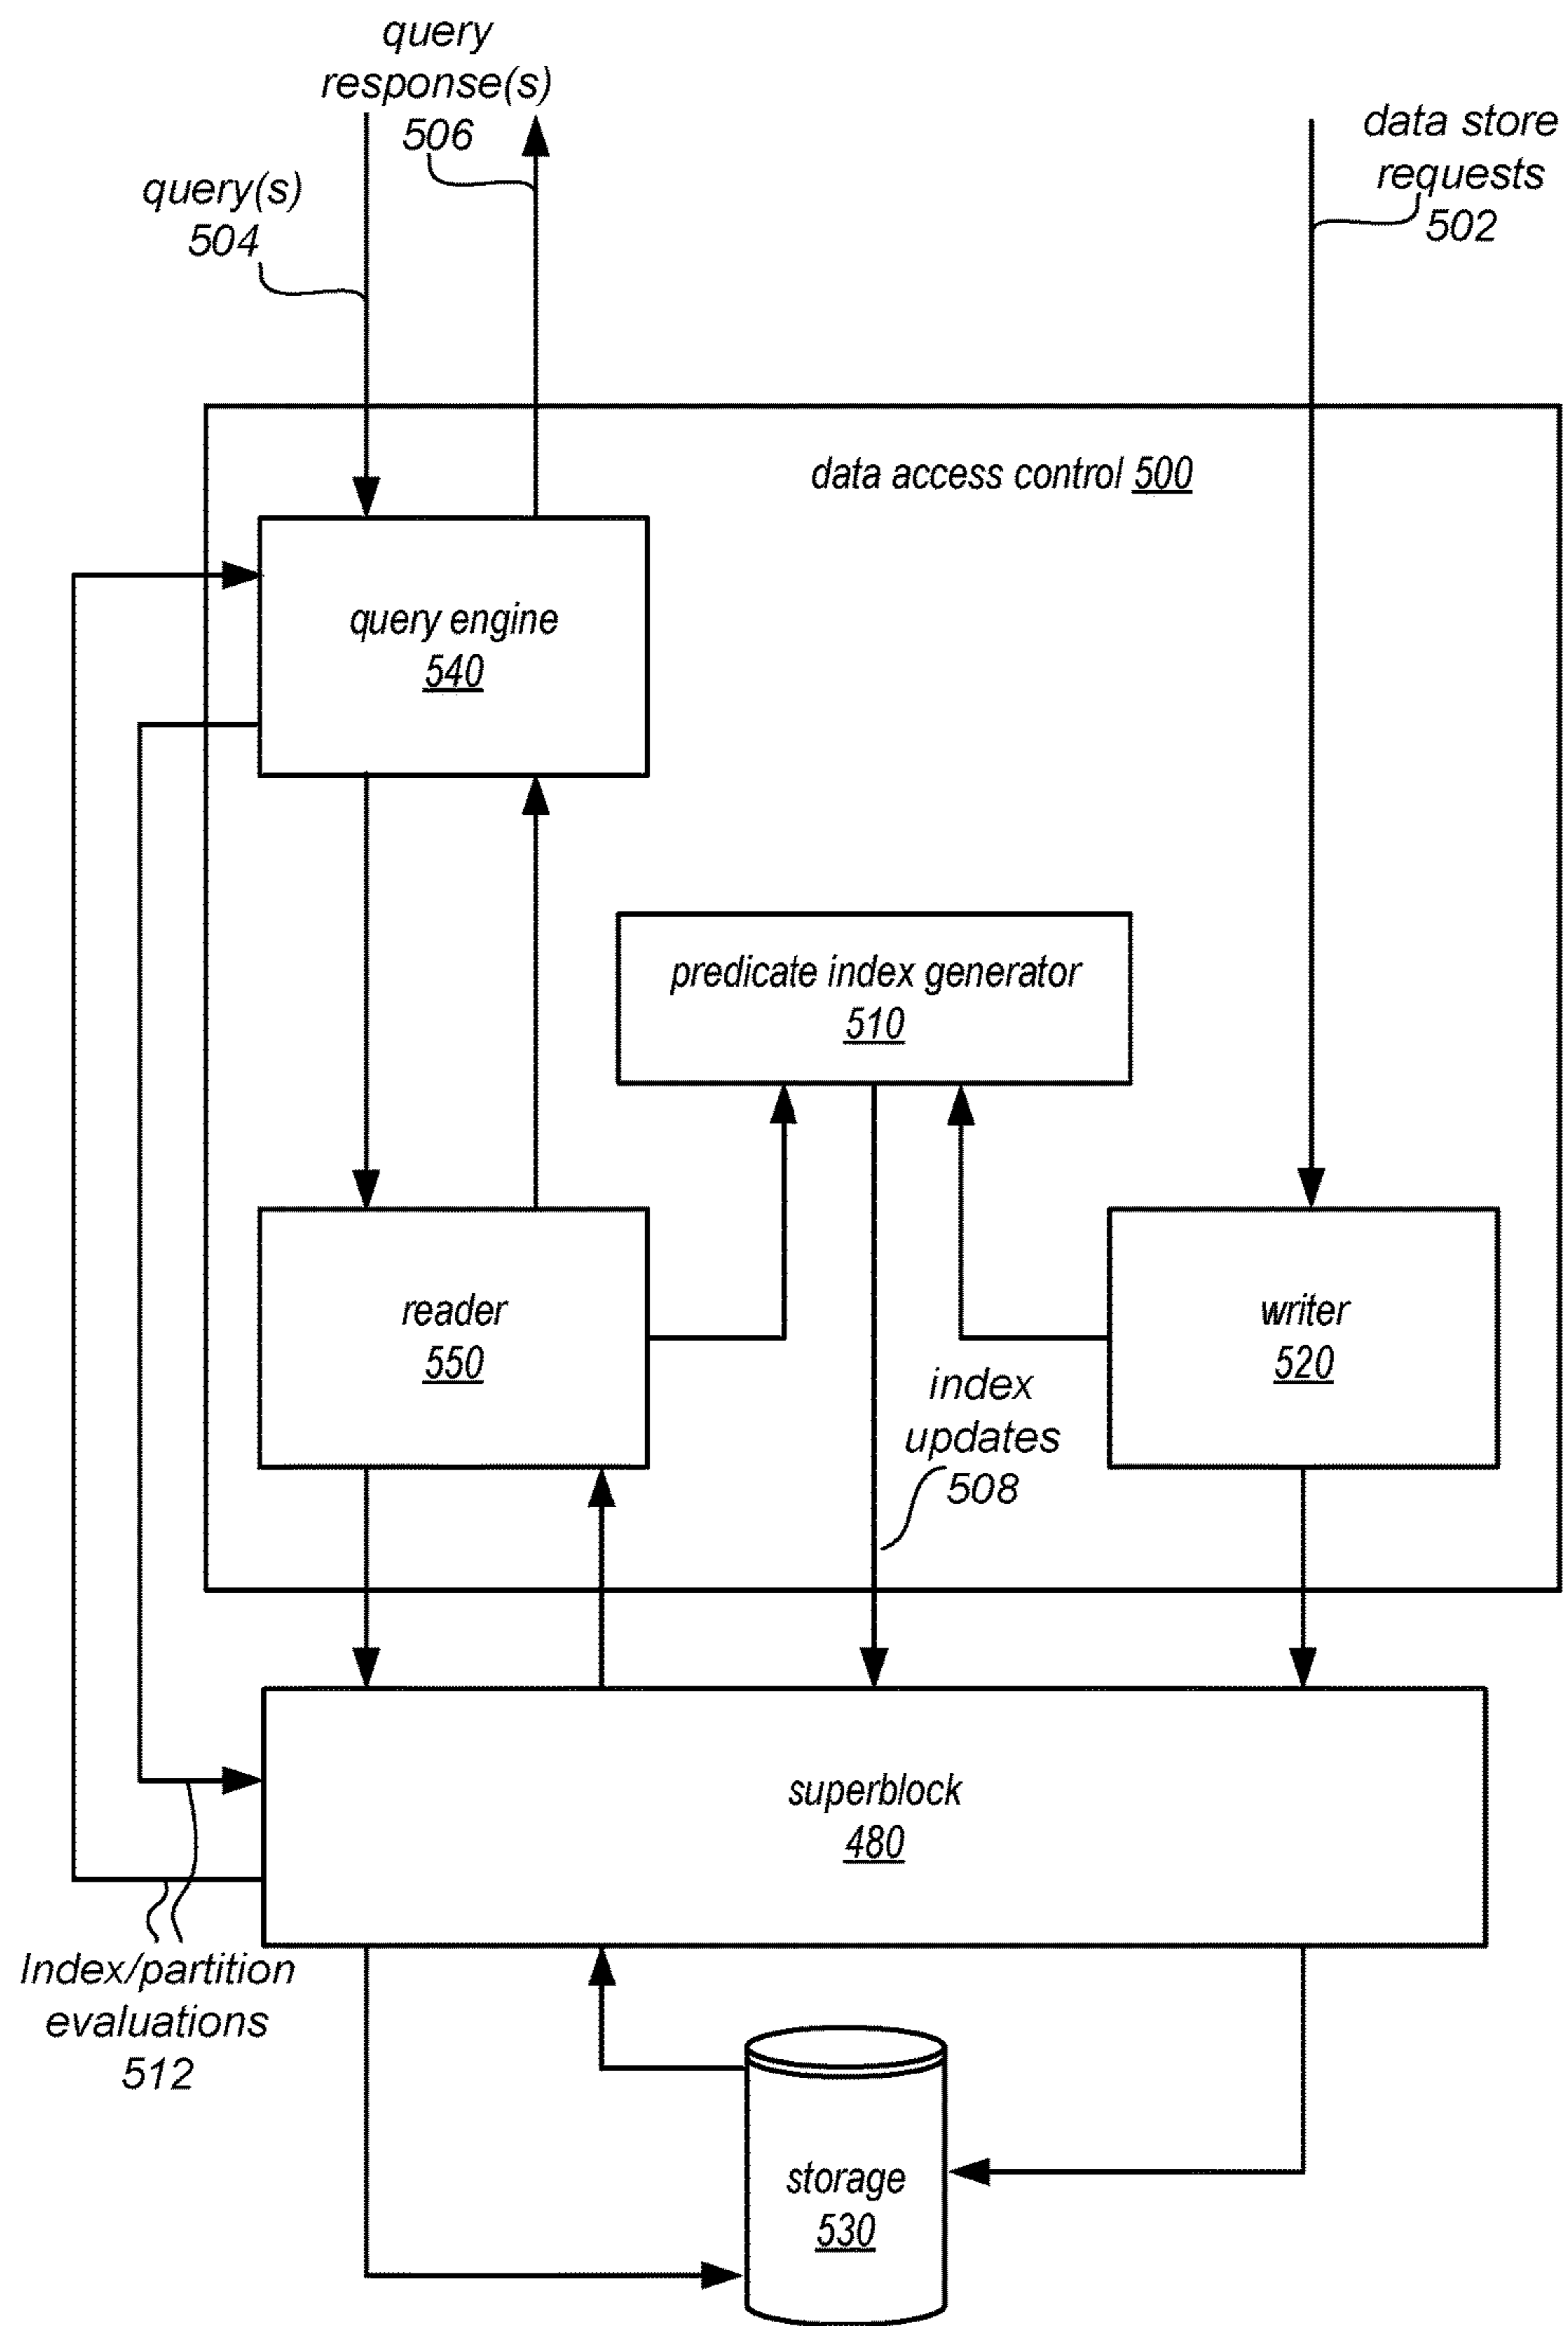 query
response(s)
506
data store
requests
502
query(s)
504
data access control 500
query engine
540
predicate index generator
510
reader
550
writer
520
index
updates
508
superblock
480
Index/partition
evaluations
512
storage
530